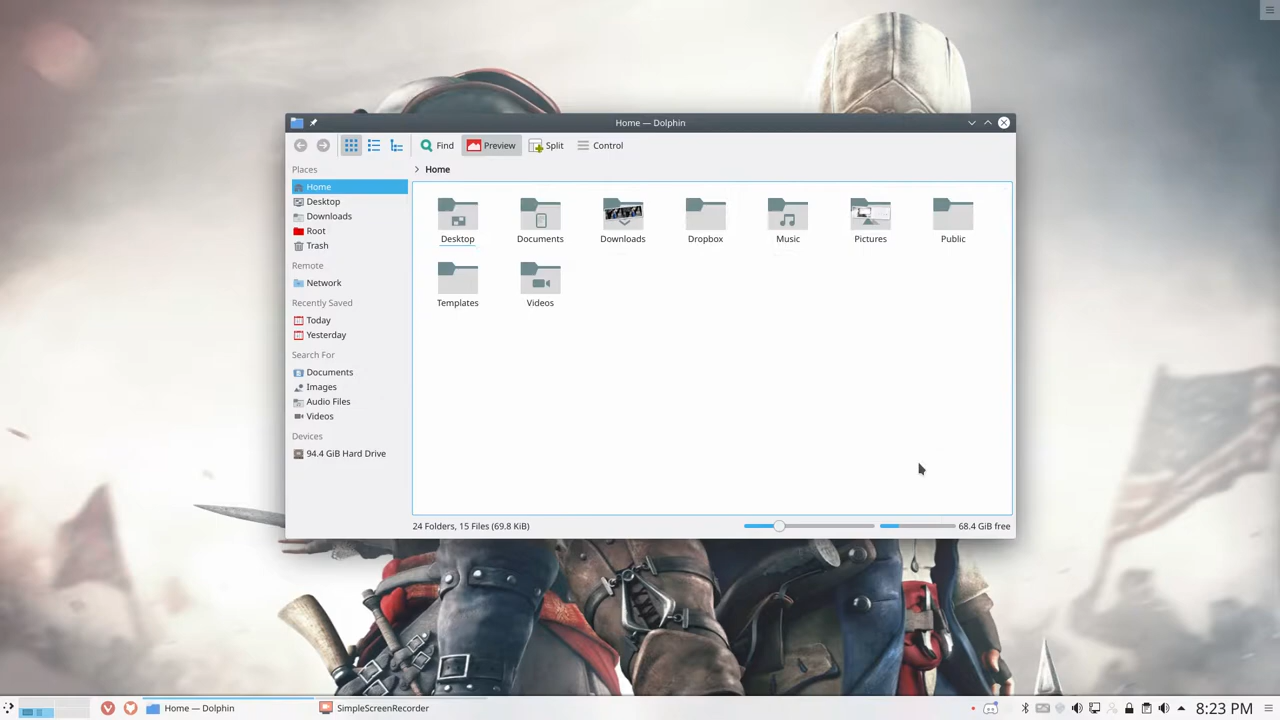 Home — Dolphin
Find
Preview
Split
Control
Places
Home
Desktop
Downloads
Root
Trash
Remote
Network
Recently Saved
Today
Yesterday
Search For
Documents
Images
Audio Files
Videos
Devices
94.4 GiB Hard Drive
Home
Desktop
Documents
Downloads
Dropbox
Music
Pictures
Public
Templates
Videos
24 Folders, 15 Files (69.8 KiB)
68.4 GiB free
Home — Dolphin
SimpleScreenRecorder
8:23 PM